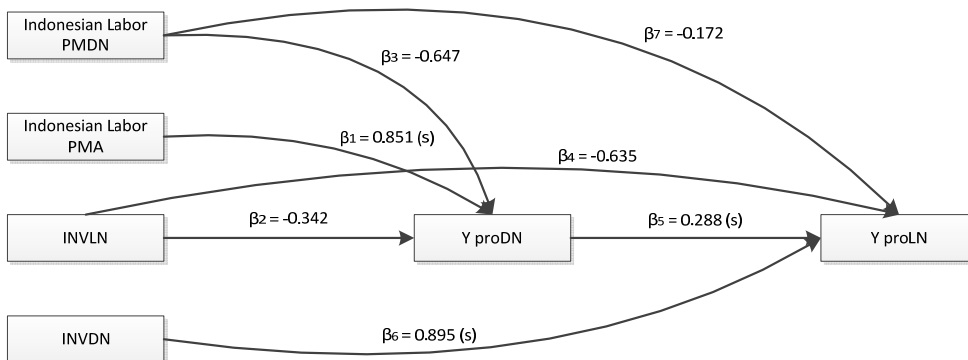 Indonesian Labor
PMDN
β7 = -0.172
β3 = -0.647
Indonesian Labor
PMA
β1 = 0.851 (s)
β4 = -0.635
INVLN
β2 = -0.342
Y proDN
β5 = 0.288 (s)
Y proLN
INVDN
β6 = 0.895 (s)